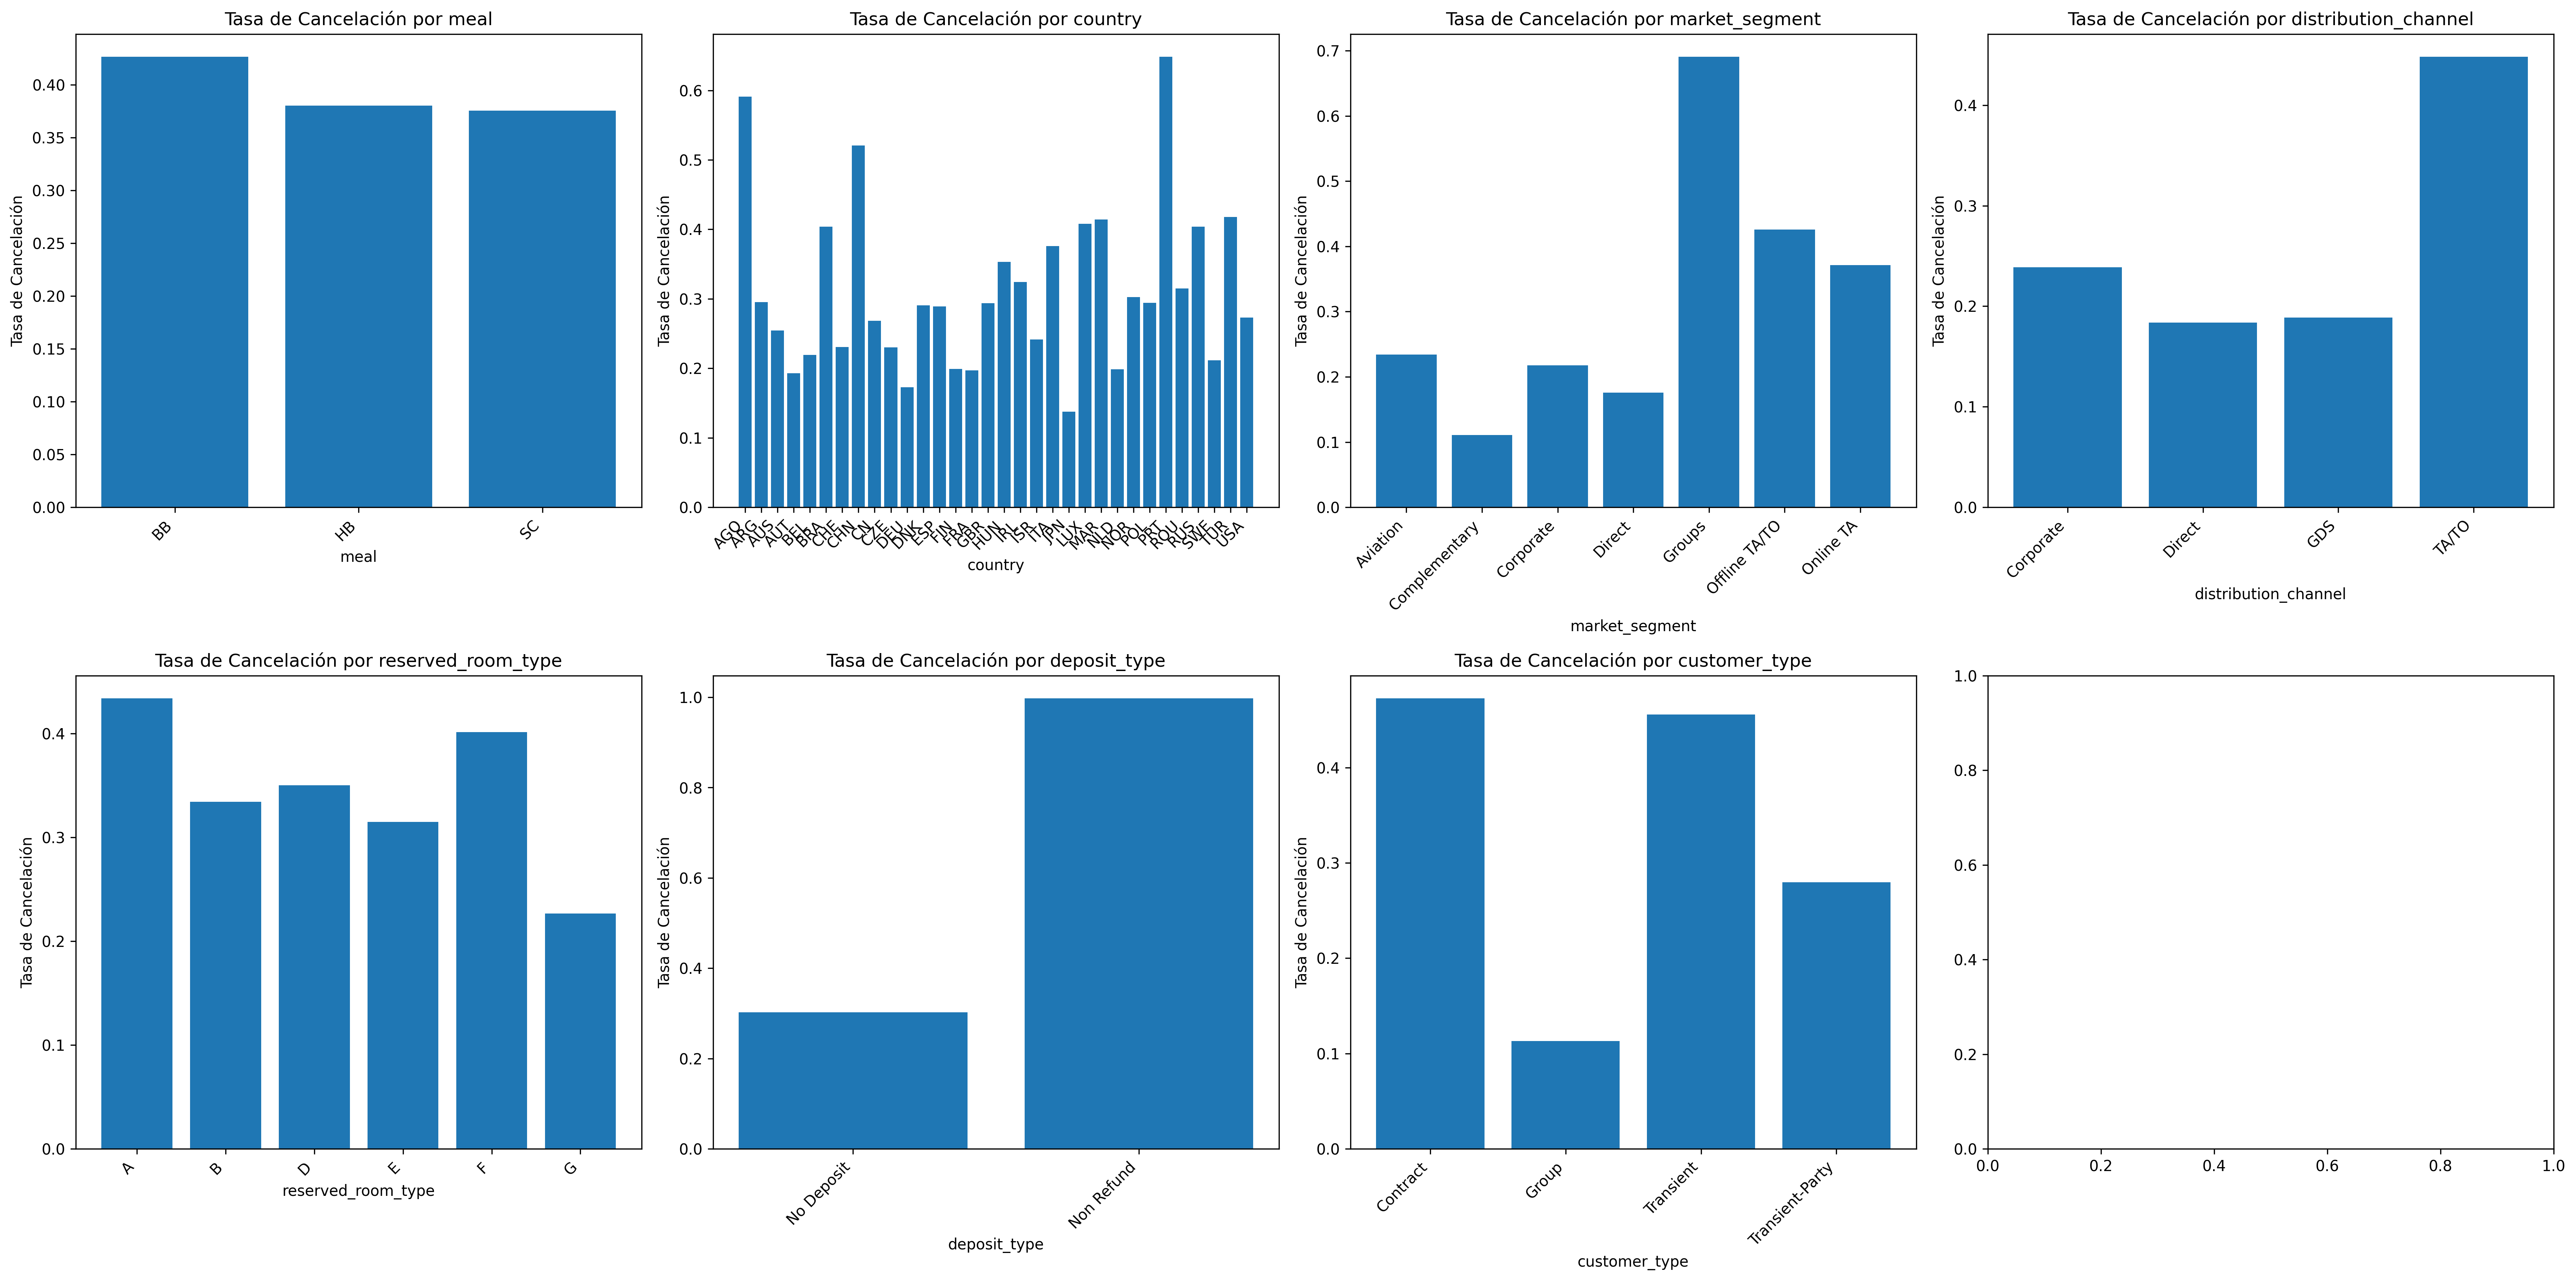 Tasa de Cancelación por meal
Tasa de Cancelación
0.40
0.35
0.30
0.25
0.20
0.15
0.10
0.05
0.00
BB
HB
SC
meal
Tasa de Cancelación por country
Tasa de Cancelación
0.6
0.5
0.4
0.3
0.2
0.1
0.0
AGO
ARG
AUS
AUT
BEL
BRA
CHE
CHN
CN
CZE
DEU
DNK
ESP
FIN
FRA
GBR
HUN
IRL
ISR
ITA
JPN
LUX
MAR
NLD
NOR
POL
PRT
ROU
RUS
SWE
TUR
USA
country
Tasa de Cancelación por market_segment
Tasa de Cancelación
0.7
0.6
0.5
0.4
0.3
0.2
0.1
0.0
Aviation
Complementary
Corporate
Direct
Groups
Offline TA/TO
Online TA
market_segment
Tasa de Cancelación por distribution_channel
Tasa de Cancelación
0.4
0.3
0.2
0.1
0.0
Corporate
Direct
GDS
TA/TO
distribution_channel
Tasa de Cancelación por reserved_room_type
Tasa de Cancelación
0.4
0.3
0.2
0.1
0.0
A
B
D
E
F
G
reserved_room_type
Tasa de Cancelación por deposit_type
Tasa de Cancelación
1.0
0.8
0.6
0.4
0.2
0.0
No Deposit
Non Refund
deposit_type
Tasa de Cancelación por customer_type
Tasa de Cancelación
0.4
0.3
0.2
0.1
0.0
Contract
Group
Transient
Transient-Party
customer_type
1.0
0.8
0.6
0.4
0.2
0.0
0.0 0.2 0.4 0.6 0.8 1.0